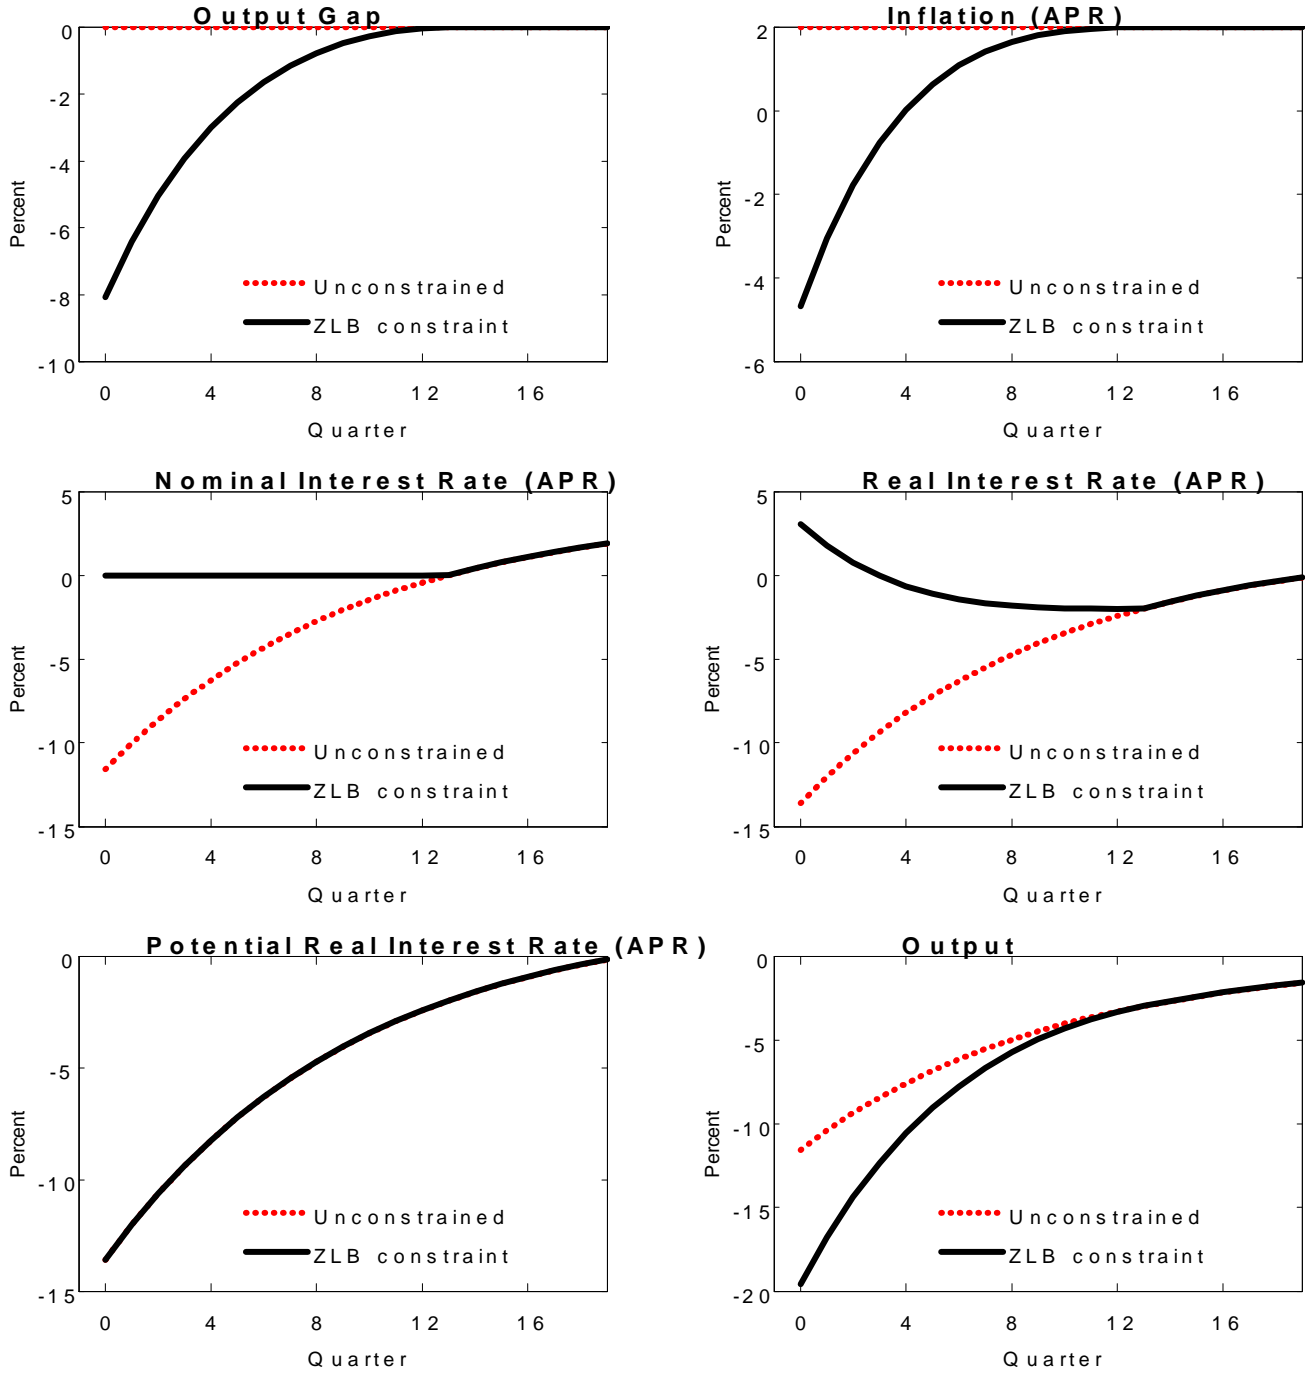 Output Gap
0
-2
-4
-6
-8
-10
Percent
Unconstrained
ZLB constraint
0 4 8 12 16
Quarter
Inflation (APR)
2
0
-2
-4
-6
Percent
Unconstrained
ZLB constraint
0 4 8 12 16
Quarter
Nominal Interest Rate (APR)
5
0
-5
-10
-15
Percent
Unconstrained
ZLB constraint
0 4 8 12 16
Quarter
Real Interest Rate (APR)
5
0
-5
-10
-15
Percent
Unconstrained
ZLB constraint
0 4 8 12 16
Quarter
Potential Real Interest Rate (APR)
0
-5
-10
-15
Percent
Unconstrained
ZLB constraint
0 4 8 12 16
Quarter
Output
0
-5
-10
-15
-20
Percent
Unconstrained
ZLB constraint
0 4 8 12 16
Quarter